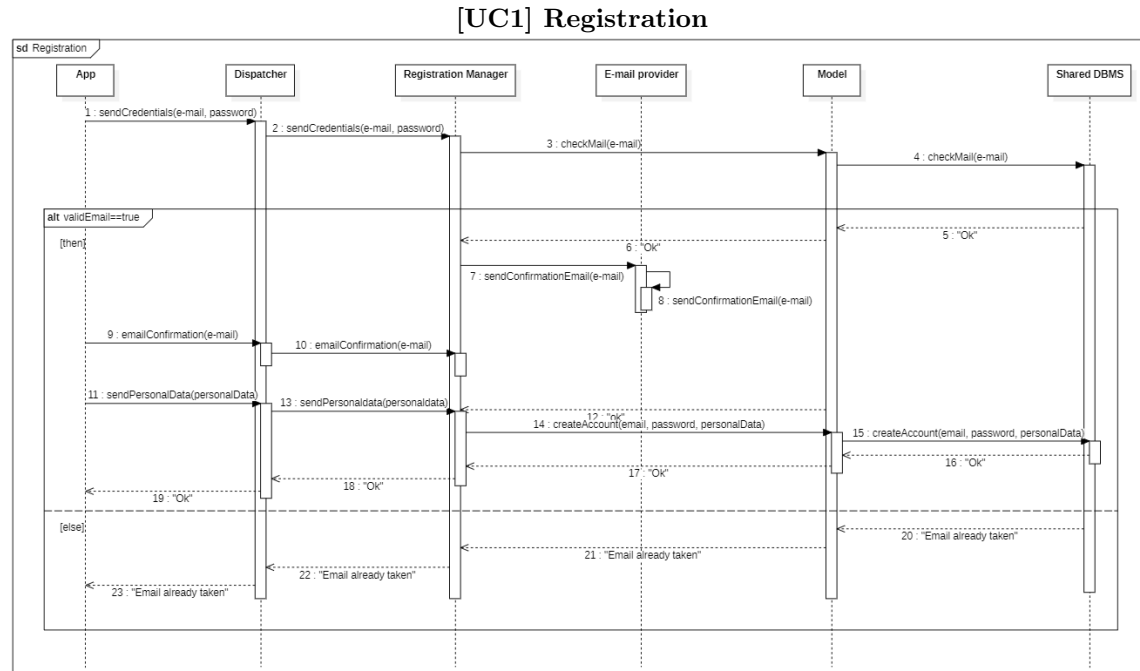 [UC1] Registration
sd Registration
App
Dispatcher
Registration Manager
E-mail provider
Model
Shared DBMS
1 : sendCredentials(e-mail, password)
2 : sendCredentials(e-mail, password)
3 : checkMail(e-mail)
4 : checkMail(e-mail)
alt validEmail==true
[then]
5 : "Ok"
6 : "Ok"
7 : sendConfirmationEmail(e-mail)
8 : sendConfirmationEmail(e-mail)
9 : emailConfirmation(e-mail)
10 : emailConfirmation(e-mail)
11 : sendPersonalData(personalData)
13 : sendPersonaldata(personaldata)
12 : "ok"
14 : createAccount(email, password, personalData)
15 : createAccount(email, password, personalData)
16 : "Ok"
17 : "Ok"
18 : "Ok"
19 : "Ok"
[else]
20 : "Email already taken"
21 : "Email already taken"
22 : "Email already taken"
23 : "Email already taken"